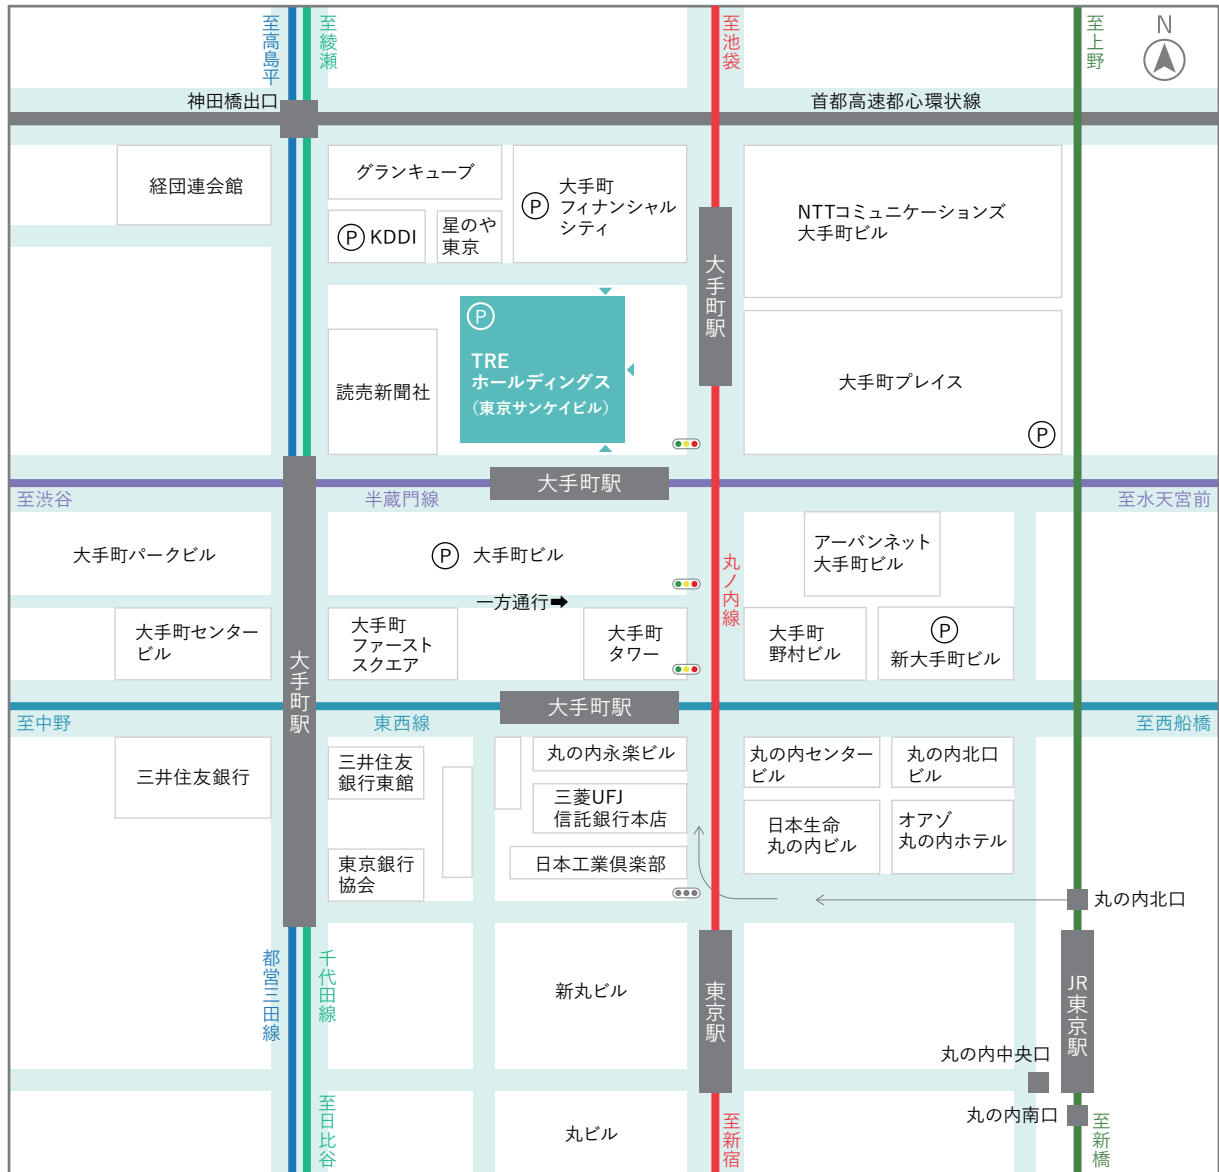 至高島平
至綾瀬
至池袋
至上野
N
神田橋出口
首都高速都心環状線
経団連会館
グランキューブ
P KDDI
星のや
東京
P
大手町
フィナンシャル
シティ
NTTコミュニケーションズ
大手町ビル
大手町駅
P
TRE
ホールディングス
(東京サンケイビル)
読売新聞社
大手町プレイス
P
大手町駅
至渋谷
半蔵門線
至水天宮前
大手町パークビル
P 大手町ビル
丸ノ内線
アーバンネット
大手町ビル
一方通行➡
大手町センター
ビル
大手町
ファースト
スクエア
大手町
タワー
大手町
野村ビル
P
新大手町ビル
大手町駅
大手町駅
至中野
東西線
至西船橋
三井住友銀行
三井住友
銀行東館
丸の内永楽ビル
三菱UFJ
信託銀行本店
日本工業倶楽部
東京銀行
協会
丸の内センター
ビル
丸の内北口
ビル
日本生命
丸の内ビル
オアゾ
丸の内ホテル
丸の内北口
都営三田線
千代田線
新丸ビル
東京駅
JR東京駅
丸の内中央口
丸の内南口
至日比谷
丸ビル
至新宿
至新橋